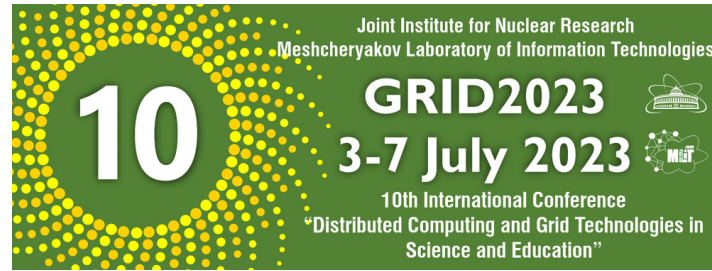 Joint Institute for Nuclear Research
Meshcheryakov Laboratory of Information Technologies
10
GRID2023
3-7 July 2023
10th International Conference
“Distributed Computing and Grid Technologies in
Science and Education”